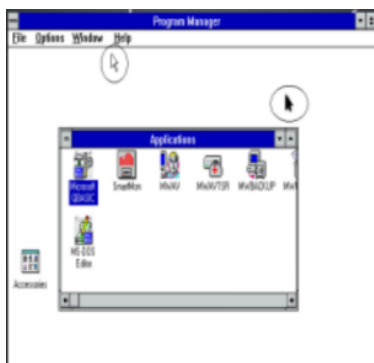 Program Manager
File Options Window Help
Applications
Microsoft QBASIC
SmartMon
MWAV
MWAVTSR
MWBACKUP
MS-DOS Editor
Accessories